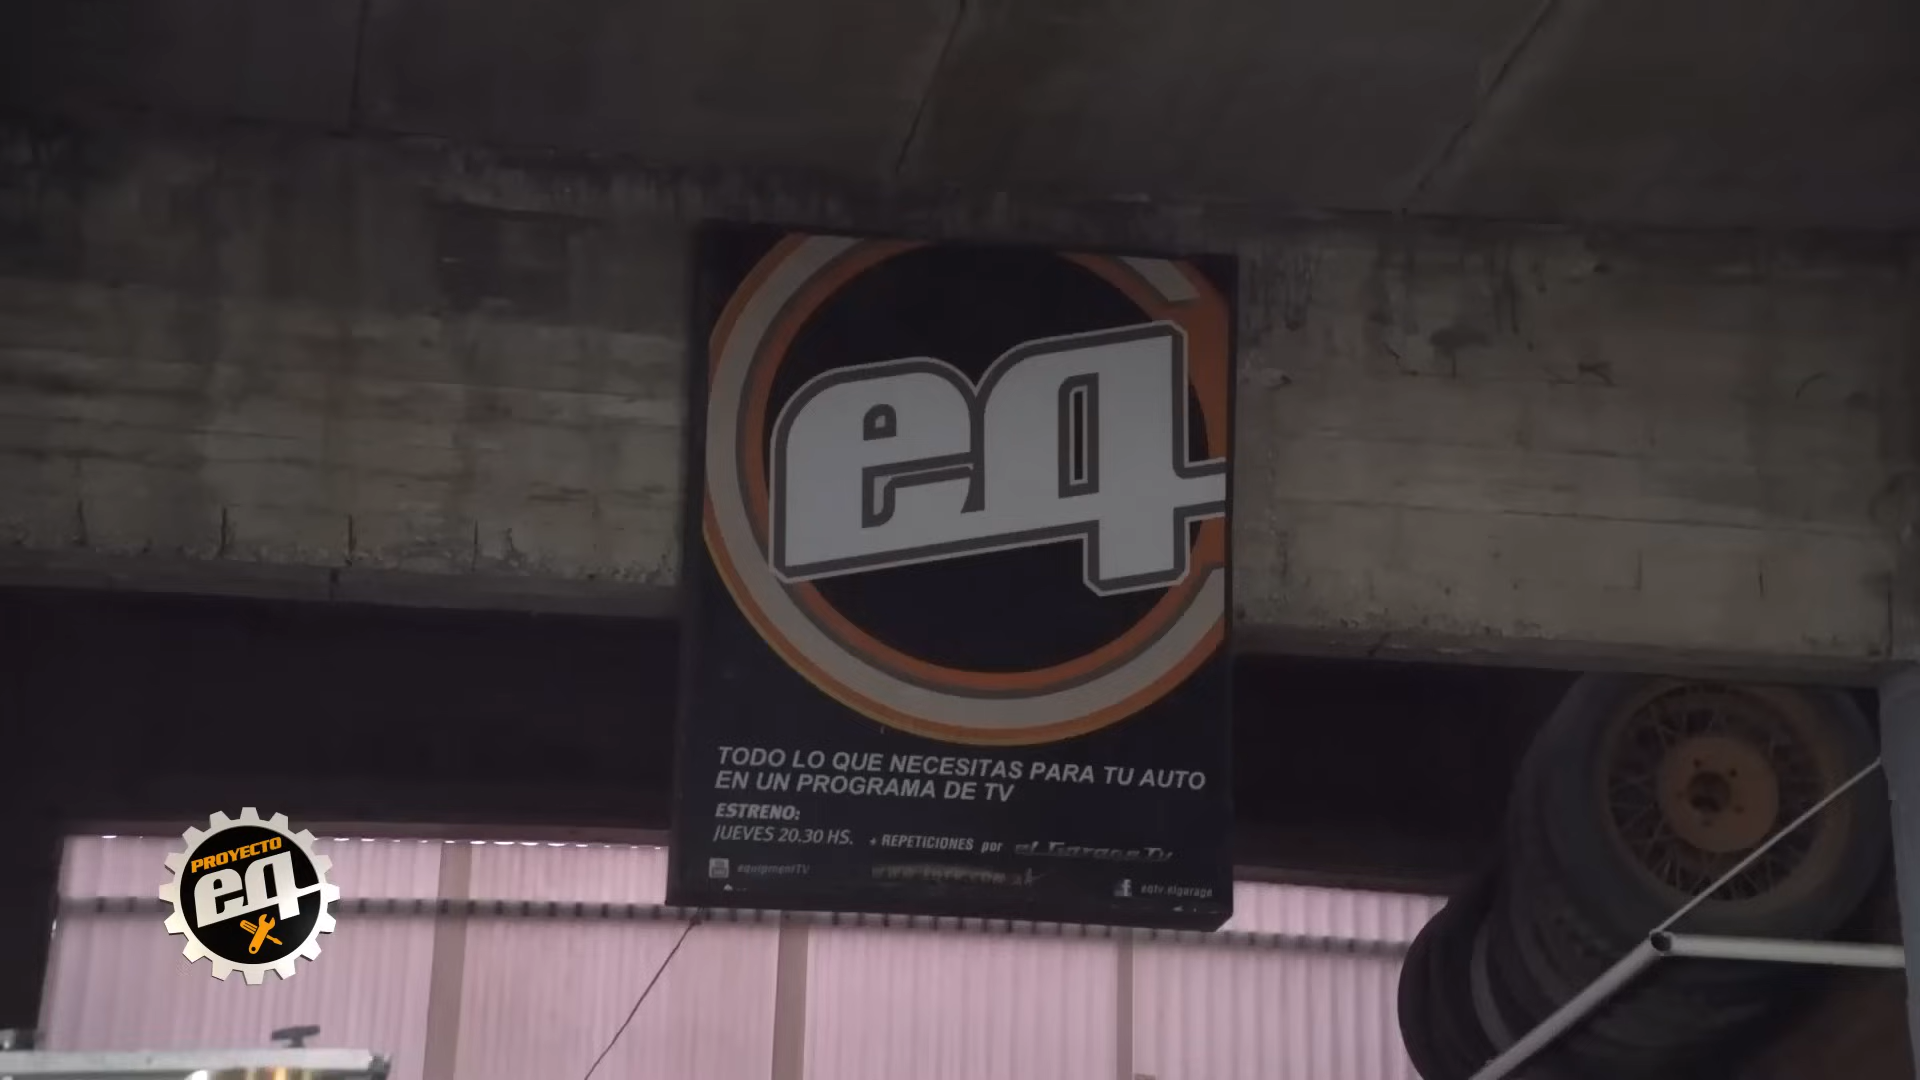 eq
TODO LO QUE NECESITAS PARA TU AUTO
EN UN PROGRAMA DE TV
ESTRENO:
JUEVES 20.30 HS. + REPETICIONES por el Garage Tv
equipmentTV
eqtv.elgarage
PROYECTO
eq